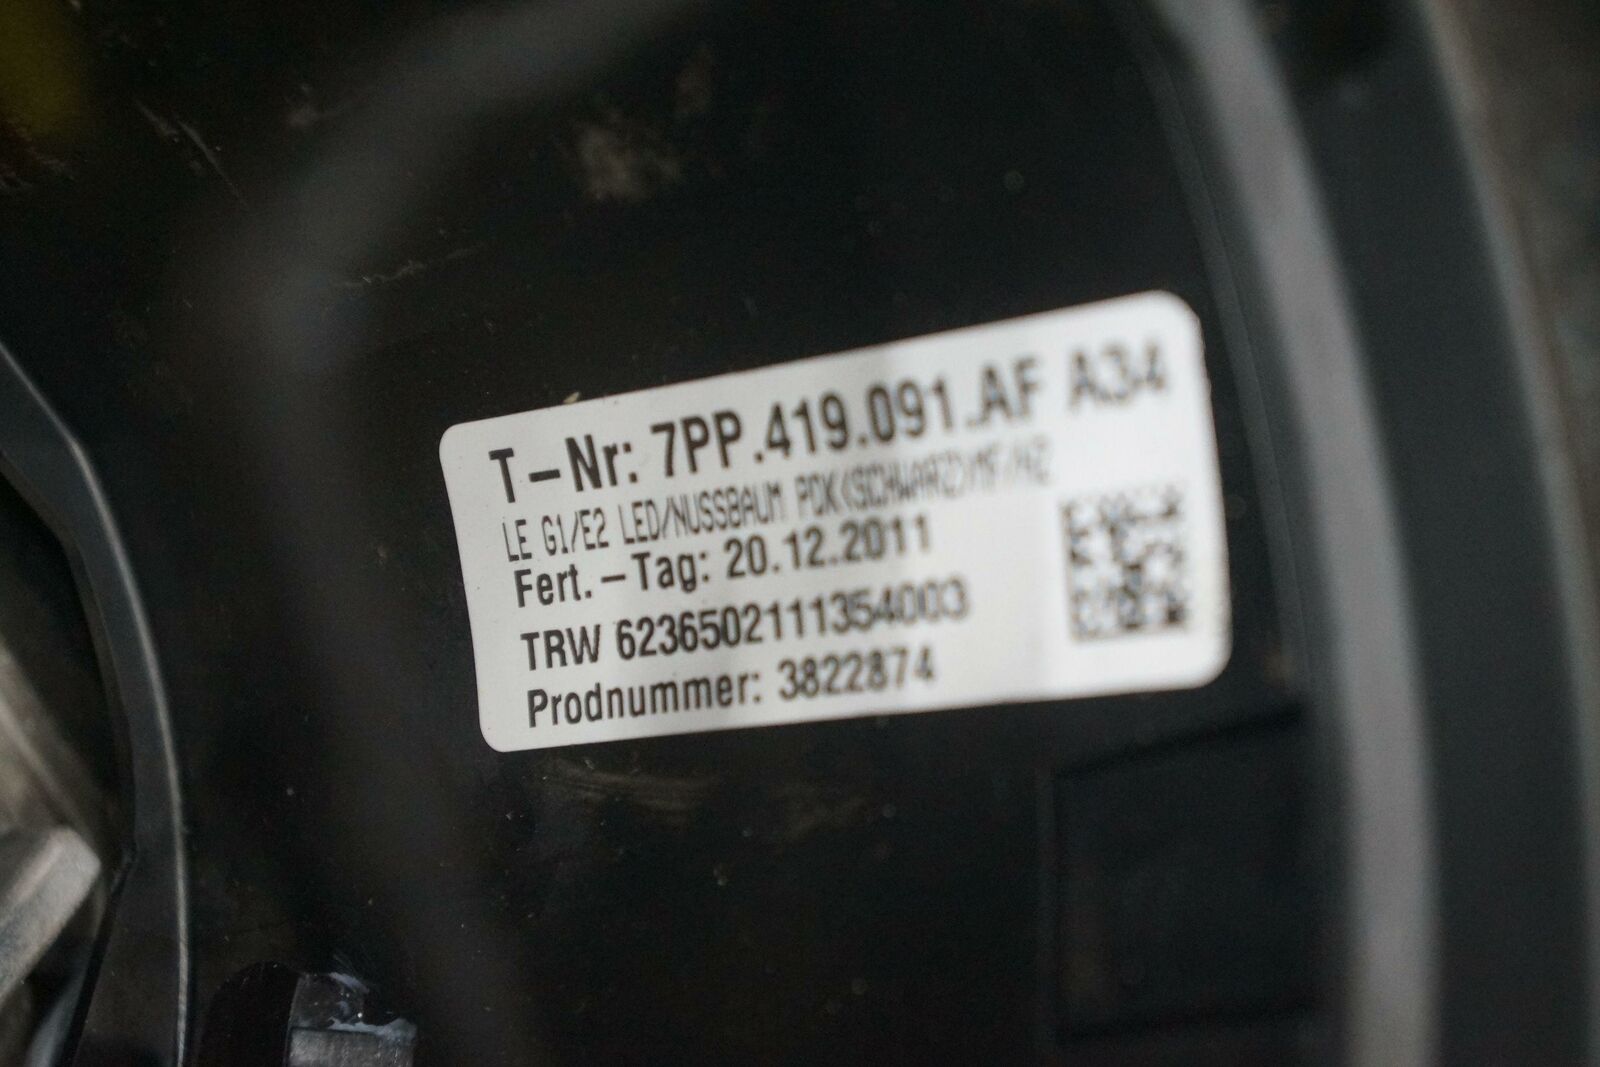 T-Nr: 7PP.419.091.AF A34
LE G1/E2 LED/NUSSBAUM PDK(SCHWARZ)/MF/HZ
Fert.-Tag: 20.12.2011
TRW 6236502111354003
Prodnummer: 3822874